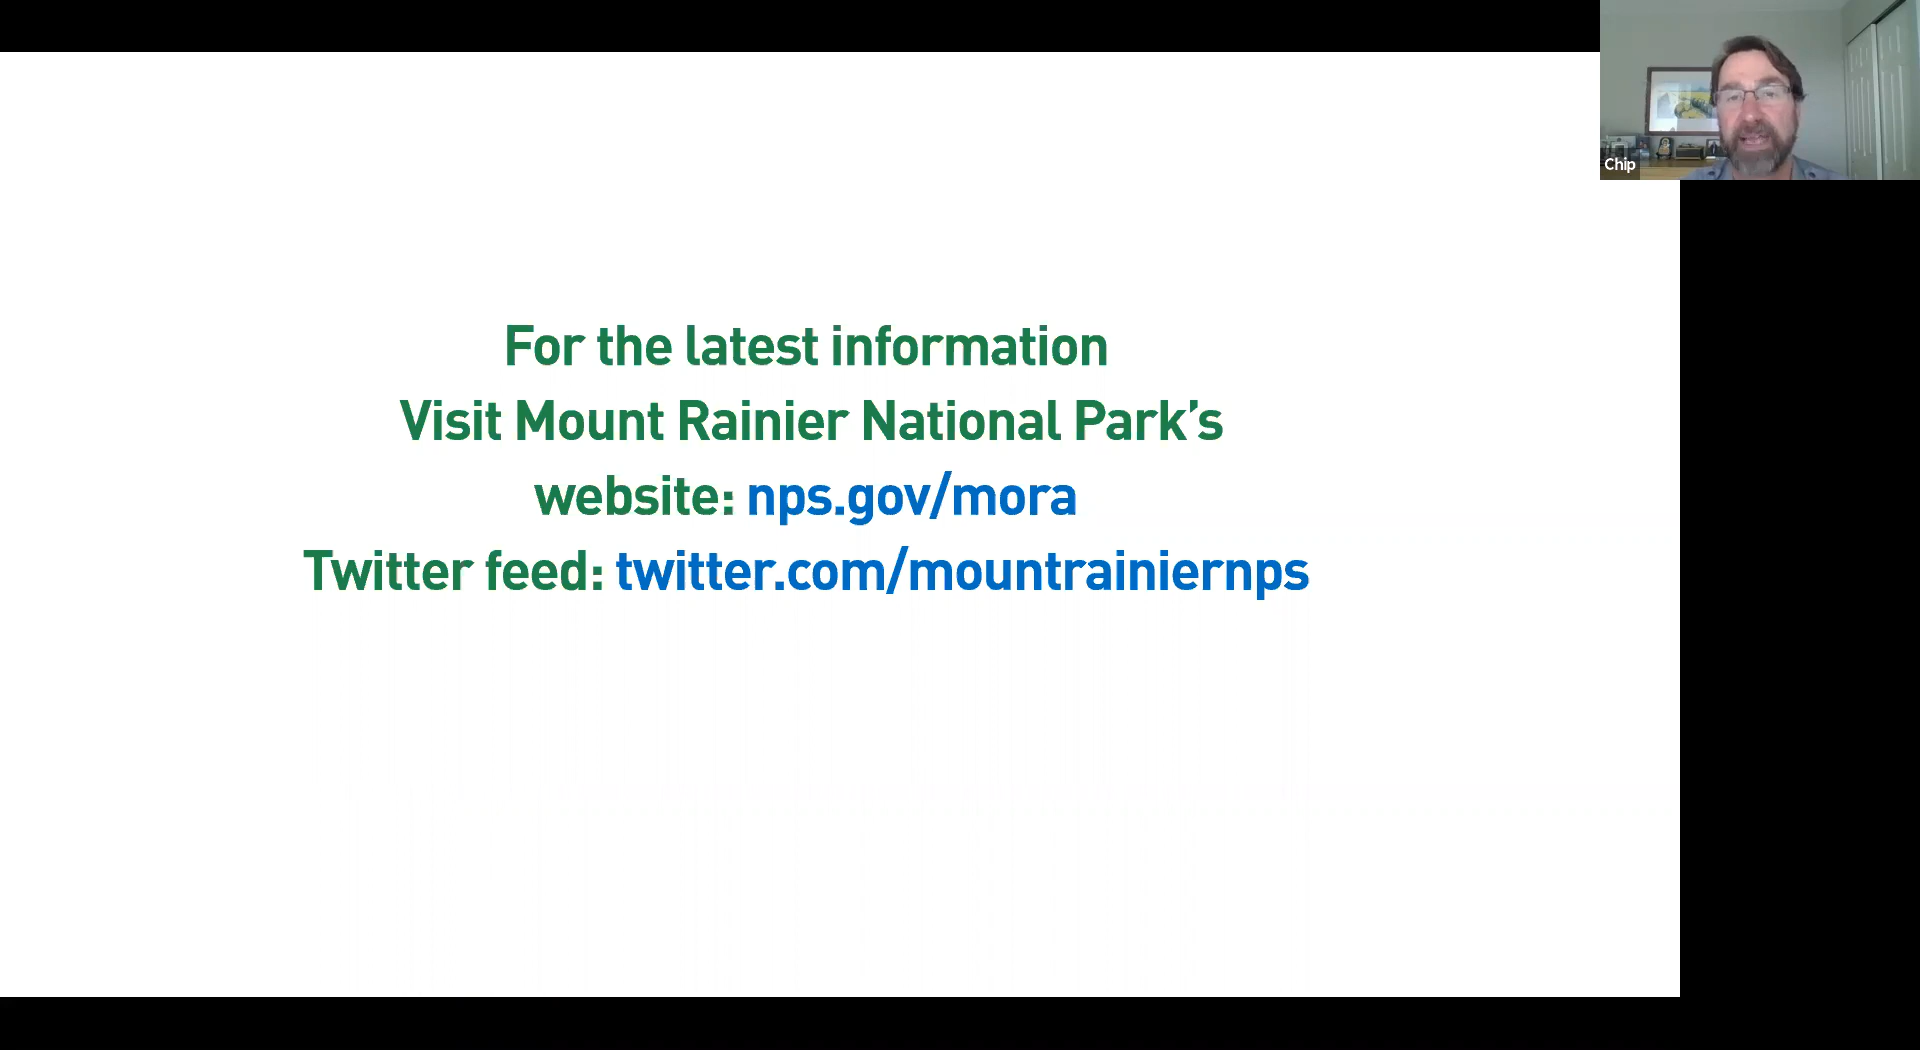 For the latest information
Visit Mount Rainier National Park’s
website: nps.gov/mora
Twitter feed: twitter.com/mountrainiernps
Chip